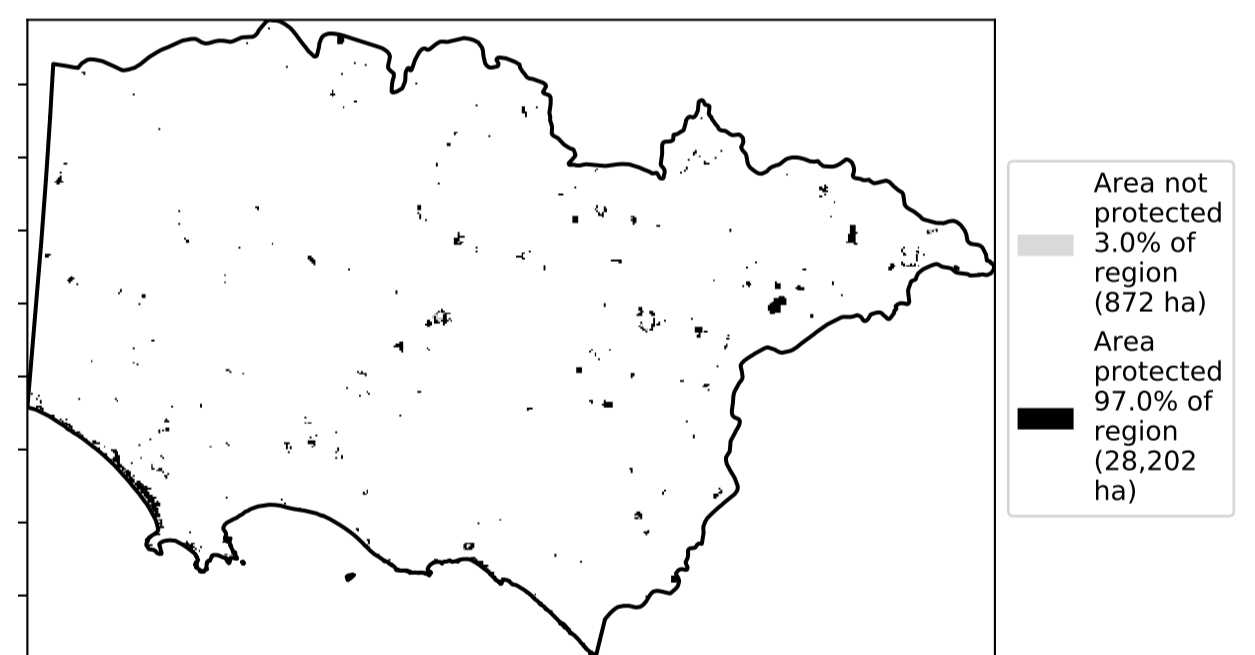 Area not
protected
3.0% of
region
(872 ha)
Area
protected
97.0% of
region
(28,202
ha)